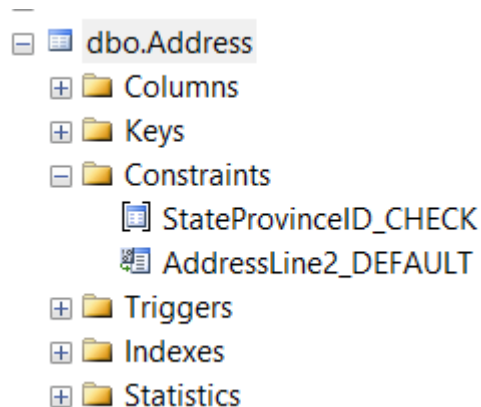 dbo.Address
Columns
Keys
Constraints
StateProvinceID_CHECK
AddressLine2_DEFAULT
Triggers
Indexes
Statistics